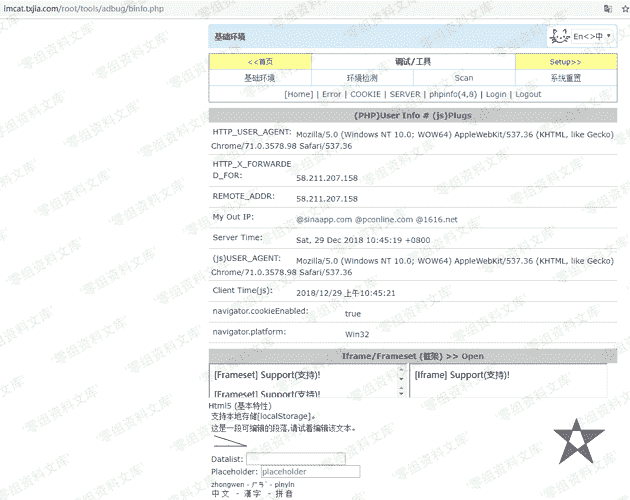 imcat.txjia.com/root/tools/adbug/binfo.php
基础环境
En<>中
<<首页 调试/工具 Setup>>
基础环境 环境检测 Scan 系统重置
[Home] | Error | COOKIE | SERVER | phpinfo(4,8) | Login | Logout
(PHP)User Info # (js)Plugs
HTTP_USER_AGENT: Mozilla/5.0 (Windows NT 10.0; WOW64) AppleWebKit/537.36 (KHTML, like Gecko)
Chrome/71.0.3578.98 Safari/537.36
HTTP_X_FORWARDE
D_FOR: 58.211.207.158
REMOTE_ADDR: 58.211.207.158
My Out IP: @sinaapp.com @pconline.com @1616.net
Server Time: Sat, 29 Dec 2018 10:45:19 +0800
(js)USER_AGENT: Mozilla/5.0 (Windows NT 10.0; WOW64) AppleWebKit/537.36 (KHTML, like Gecko)
Chrome/71.0.3578.98 Safari/537.36
Client Time(js): 2018/12/29 上午10:45:21
navigator.cookieEnabled: true
navigator.platform: Win32
Iframe/Frameset (框架) >> Open
[Frameset] Support(支持)! [Iframe] Support(支持)!
[Frameset] Support(支持)!
Html5 (基本特性)
支持本地存储[localStorage]。
这是一段可编辑的段落,请试着编辑该文本。
Datalist:
Placeholder: placeholder
zhongwen - ㄏㄢˋ - pinyin
中文 - 漢字 - 拼音
零组资料文库